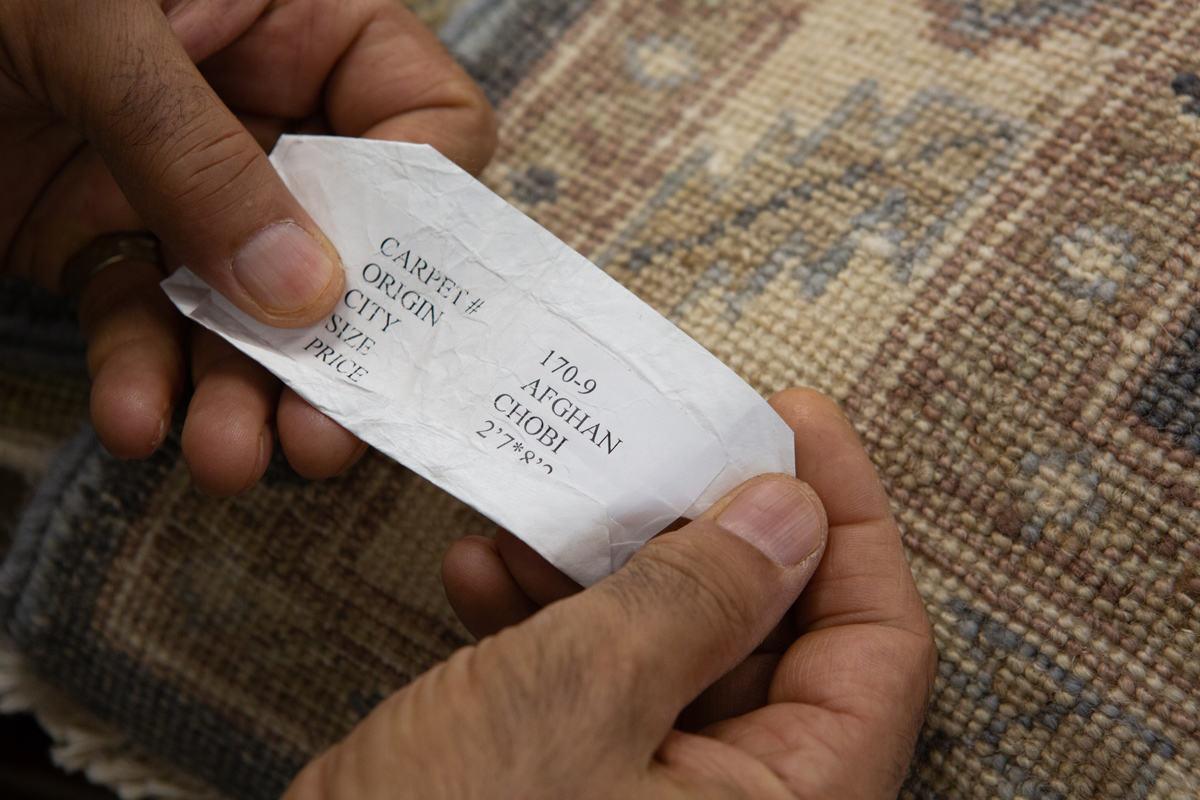 CARPET # 170-9
ORIGIN AFGHAN
CITY CHOBI
SIZE
PRICE